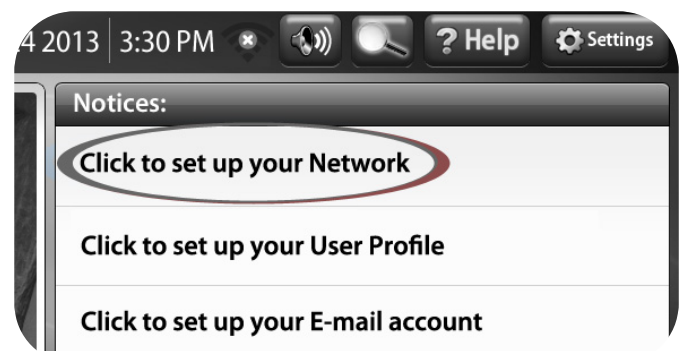 4 2013 3:30 PM ? Help Settings
Notices:
Click to set up your Network
Click to set up your User Profile
Click to set up your E-mail account